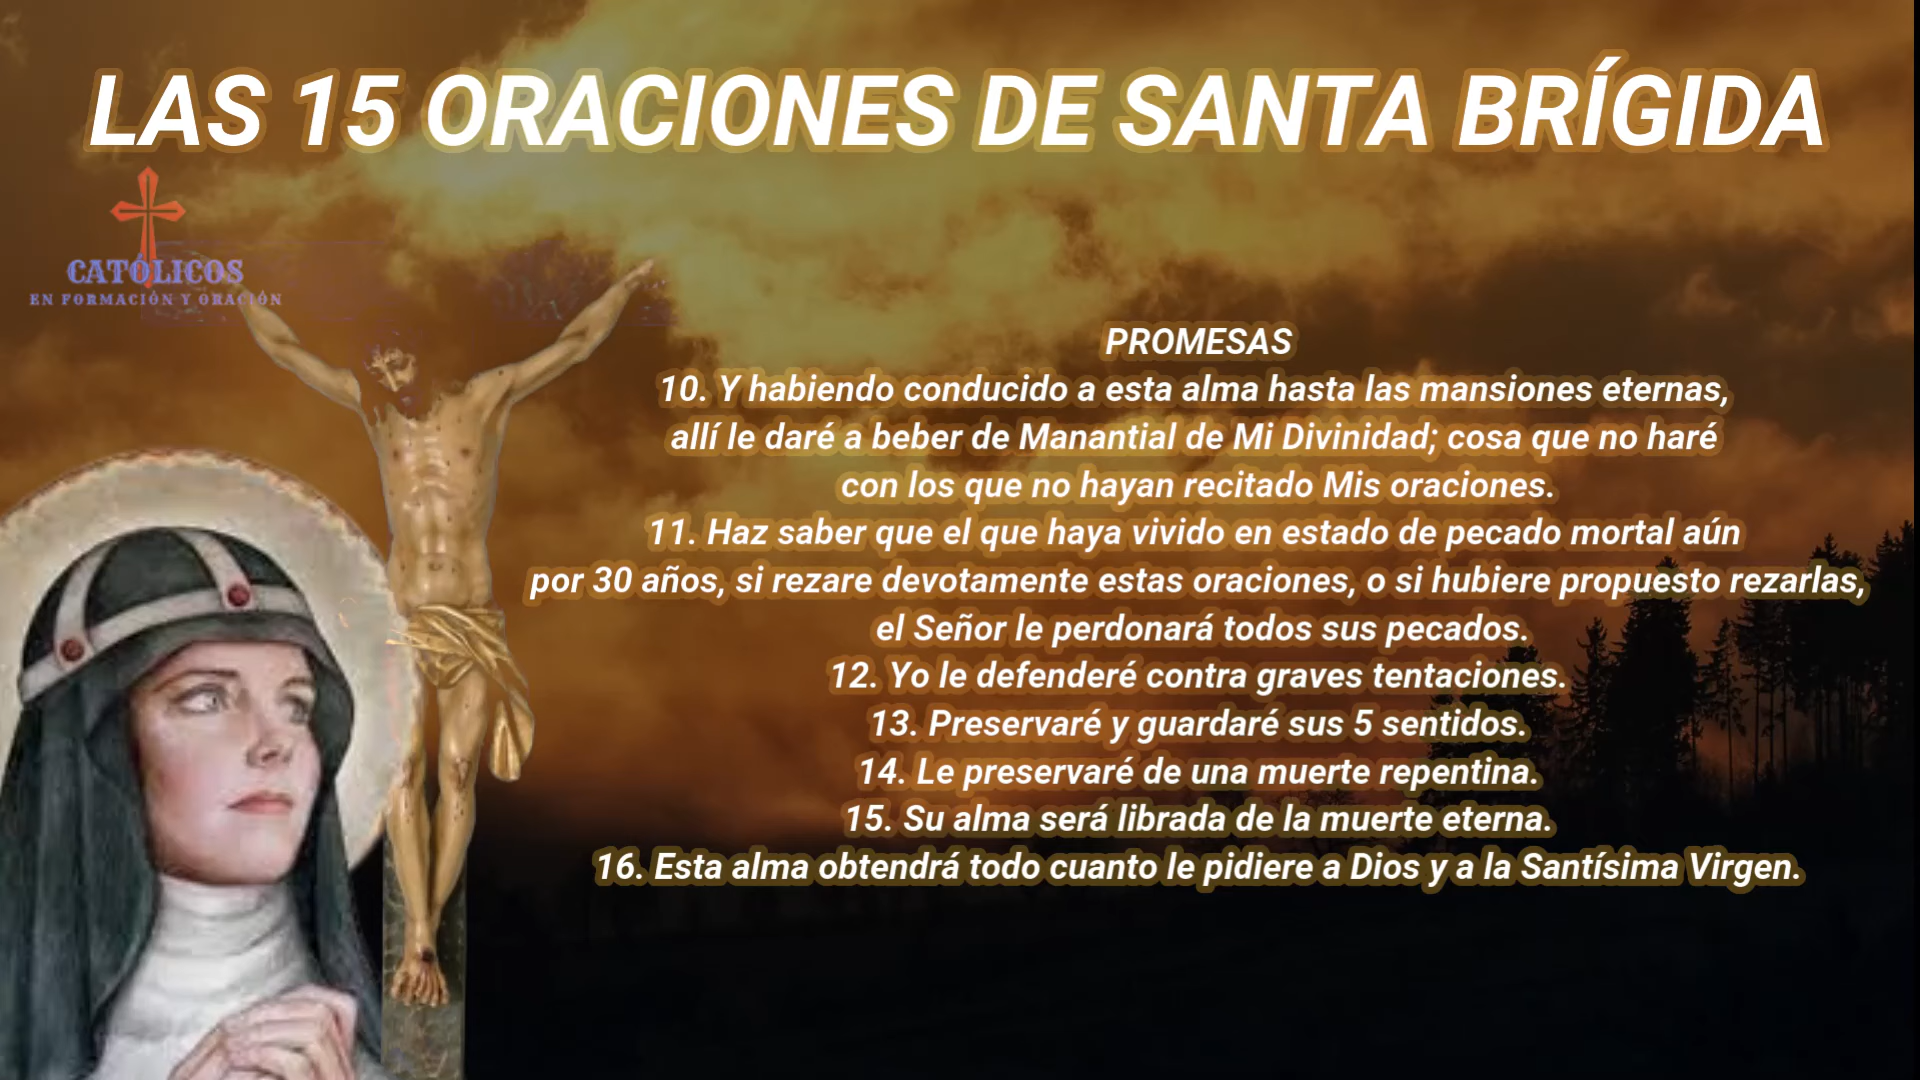 LAS 15 ORACIONES DE SANTA BRÍGIDA
CATÓLICOS
EN FORMACIÓN Y ORACIÓN
PROMESAS
10. Y habiendo conducido a esta alma hasta las mansiones eternas,
allí le daré a beber de Manantial de Mi Divinidad; cosa que no haré
con los que no hayan recitado Mis oraciones.
11. Haz saber que el que haya vivido en estado de pecado mortal aún
por 30 años, si rezare devotamente estas oraciones, o si hubiere propuesto rezarlas,
el Señor le perdonará todos sus pecados.
12. Yo le defenderé contra graves tentaciones.
13. Preservaré y guardaré sus 5 sentidos.
14. Le preservaré de una muerte repentina.
15. Su alma será librada de la muerte eterna.
16. Esta alma obtendrá todo cuanto le pidiere a Dios y a la Santísima Virgen.